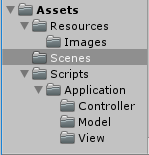 Assets
Resources
Images
Scenes
Scripts
Application
Controller
Model
View